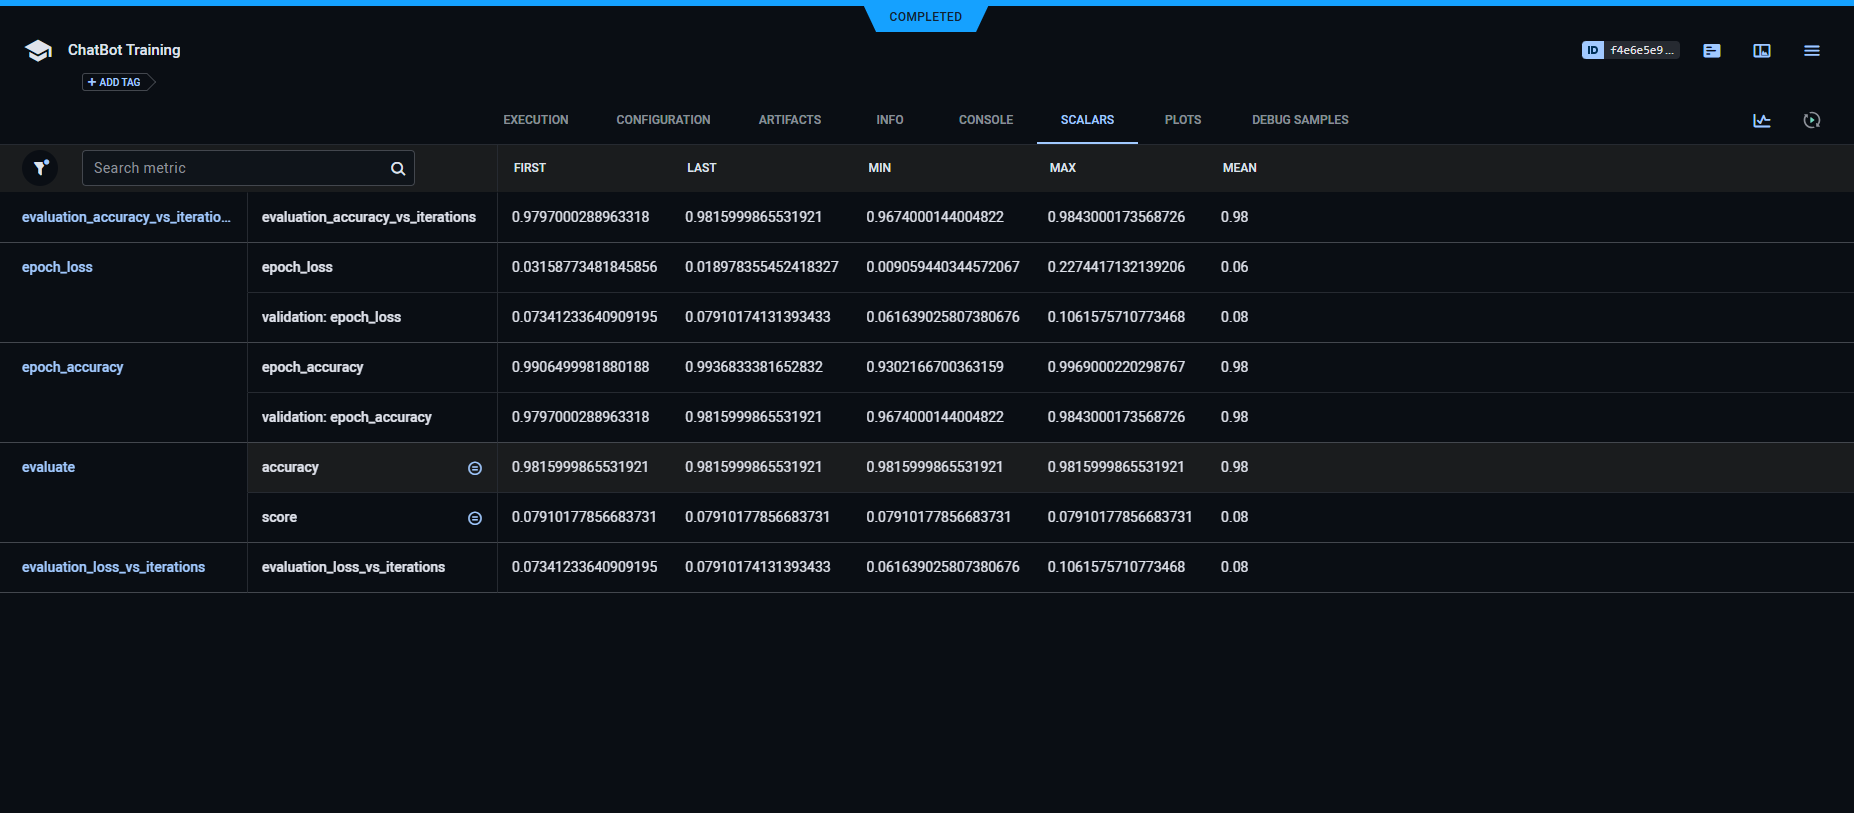 COMPLETED
ChatBot Training
ID f4e6e5e9...
+ ADD TAG
EXECUTION CONFIGURATION ARTIFACTS INFO CONSOLE SCALARS PLOTS DEBUG SAMPLES
Search metric FIRST LAST MIN MAX MEAN
evaluation_accuracy_vs_iteratio... evaluation_accuracy_vs_iterations 0.9797000288963318 0.9815999865531921 0.9674000144004822 0.9843000173568726 0.98
epoch_loss epoch_loss 0.03158773481845856 0.018978355452418327 0.009059440344572067 0.2274417132139206 0.06
validation: epoch_loss 0.07341233640909195 0.07910174131393433 0.061639025807380676 0.1061575710773468 0.08
epoch_accuracy epoch_accuracy 0.9906499981880188 0.9936833381652832 0.9302166700363159 0.9969000220298767 0.98
validation: epoch_accuracy 0.9797000288963318 0.9815999865531921 0.9674000144004822 0.9843000173568726 0.98
evaluate accuracy 0.9815999865531921 0.9815999865531921 0.9815999865531921 0.9815999865531921 0.98
score 0.07910177856683731 0.07910177856683731 0.07910177856683731 0.07910177856683731 0.08
evaluation_loss_vs_iterations evaluation_loss_vs_iterations 0.07341233640909195 0.07910174131393433 0.061639025807380676 0.1061575710773468 0.08